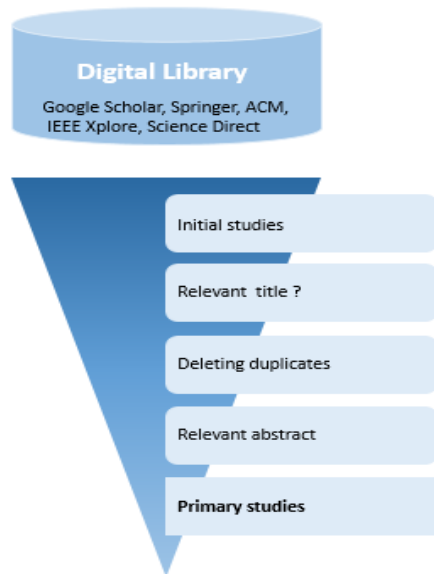 Digital Library
Google Scholar, Springer, ACM,
IEEE Xplore, Science Direct
Initial studies
Relevant title ?
Deleting duplicates
Relevant abstract
Primary studies